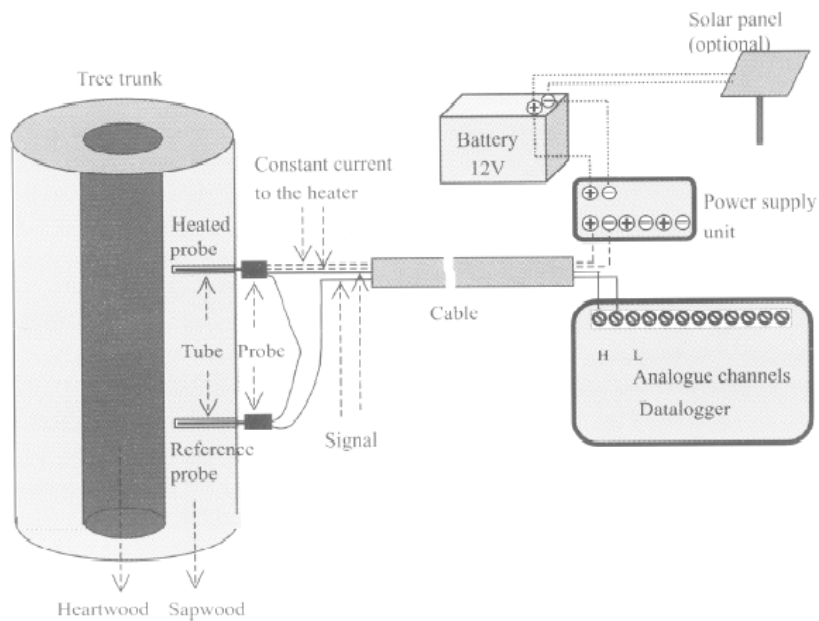 Solar panel
(optional)
Tree trunk
Battery
12V
Constant current
to the heater
Heated
probe
Power supply
unit
Cable
Tube
Probe
H L
Analogue channels
Datalogger
Signal
Reference
probe
Heartwood
Sapwood